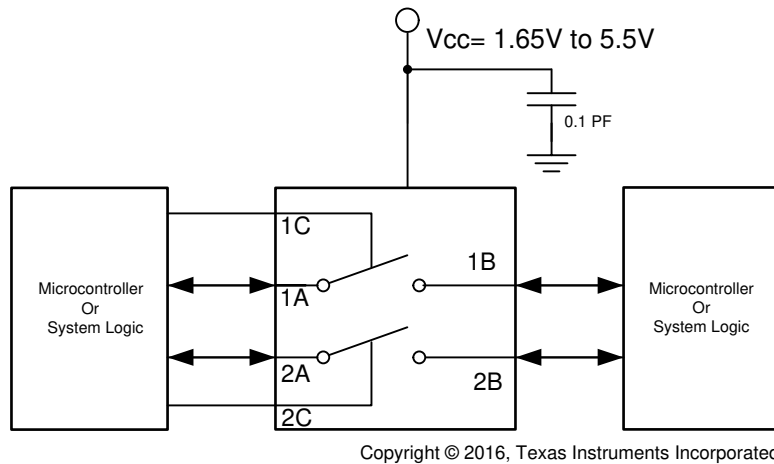 Vcc= 1.65V to 5.5V
0.1 PF
1C
1A
1B
2A
2B
2C
Microcontroller
Or
System Logic
Microcontroller
Or
System Logic
Copyright © 2016, Texas Instruments Incorporated